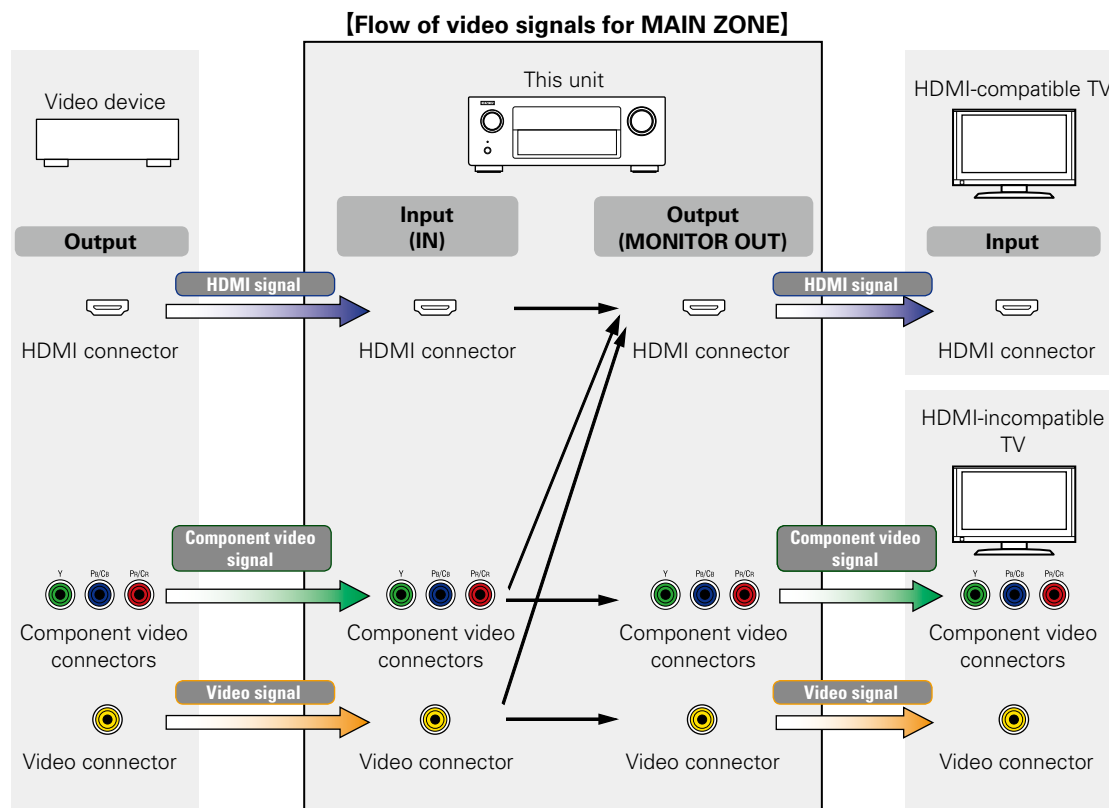 【Flow of video signals for MAIN ZONE】
Video device
This unit
HDMI-compatible TV
Output
Input
(IN)
Output
(MONITOR OUT)
Input
HDMI signal
HDMI signal
HDMI connector
HDMI connector
HDMI connector
HDMI connector
HDMI-incompatible
TV
Component video
signal
Component video
signal
Y PB/CB PR/CR
Y PB/CB PR/CR
Y PB/CB PR/CR
Y PB/CB PR/CR
Component video
connectors
Component video
connectors
Component video
connectors
Component video
connectors
Video signal
Video signal
Video connector
Video connector
Video connector
Video connector